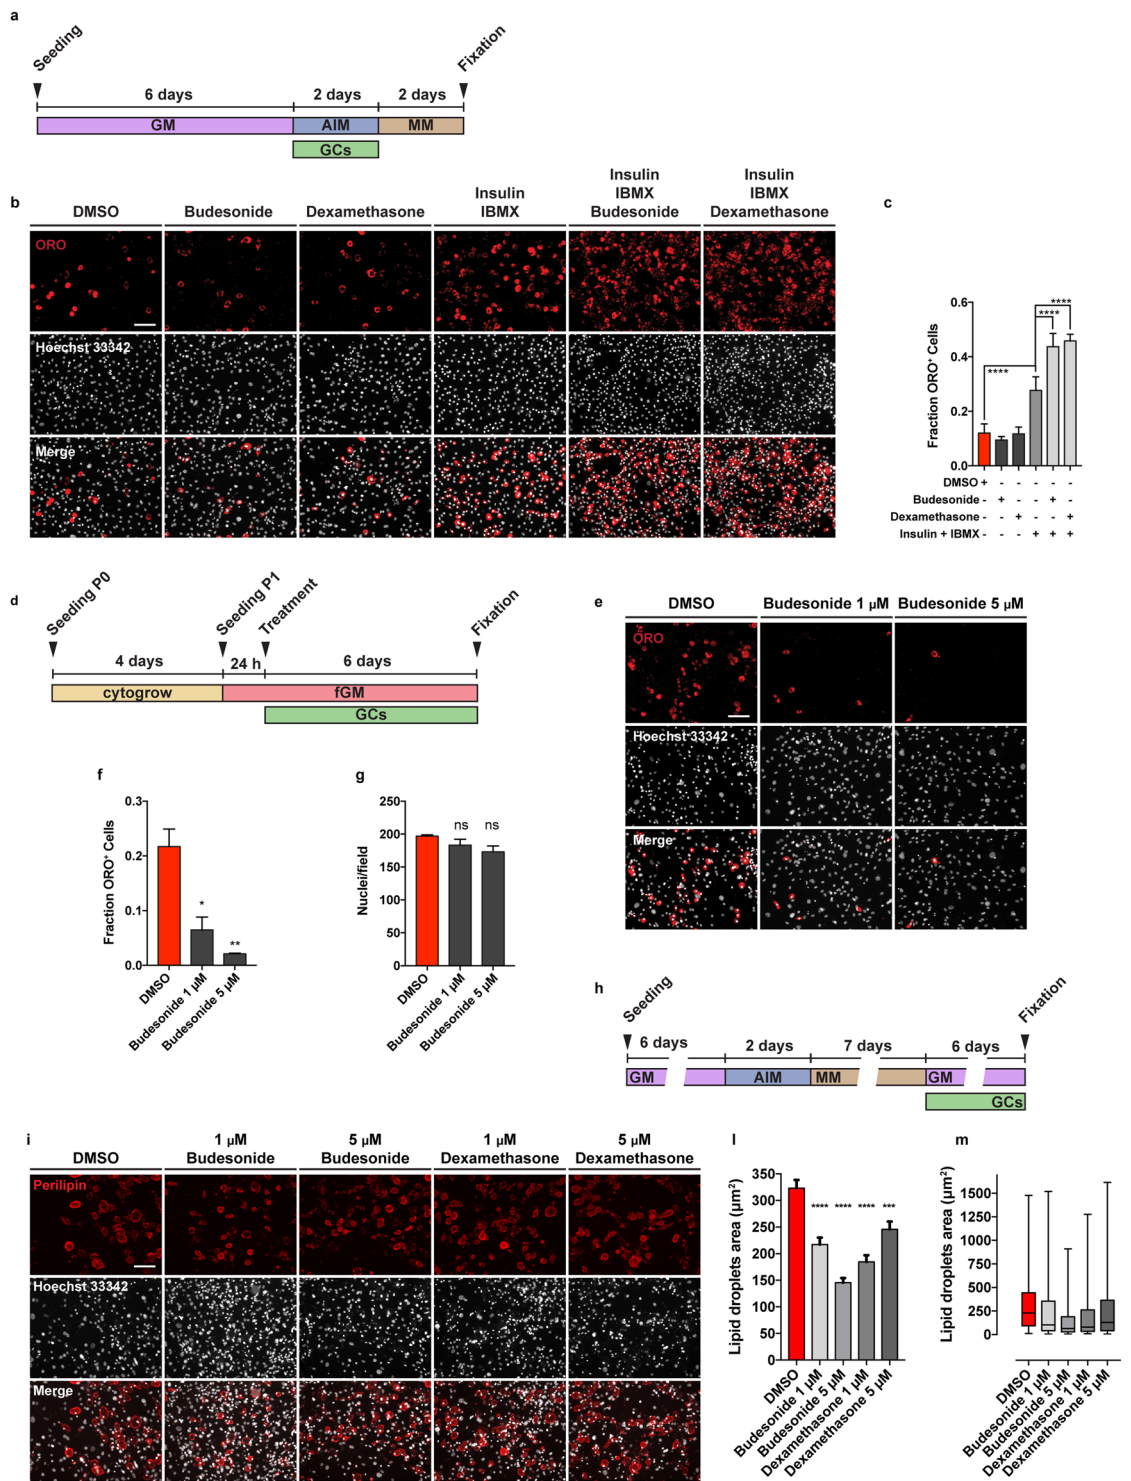 a
Seeding
Fixation
6 days
2 days
2 days
GM
AIM
MM
GCs
b
DMSO
Budesonide
Dexamethasone
Insulin
IBMX
Insulin
IBMX
Budesonide
Insulin
IBMX
Dexamethasone
ORO
Hoechst 33342
Merge
c
Fraction ORO⁺ Cells
0.6
0.4
0.2
0.0
****
****
****
DMSO + - - - - -
Budesonide - + - - + -
Dexamethasone - - + - - +
Insulin + IBMX - - - + + +
d
Seeding P0
Seeding P1
Treatment
Fixation
4 days
24 h
6 days
cytogrow
fGM
GCs
e
DMSO
Budesonide 1 µM
Budesonide 5 µM
ORO
Hoechst 33342
Merge
f
Fraction ORO⁺ Cells
0.3
0.2
0.1
0.0
*
**
DMSO
Budesonide 1 µM
Budesonide 5 µM
g
Nuclei/field
250
200
150
100
50
0
ns
ns
DMSO
Budesonide 1 µM
Budesonide 5 µM
h
Seeding
Fixation
6 days
2 days
7 days
6 days
GM
AIM
MM
GM
GCs
i
DMSO
1 µM
Budesonide
5 µM
Budesonide
1 µM
Dexamethasone
5 µM
Dexamethasone
Perilipin
Hoechst 33342
Merge
l
Lipid droplets area (µm²)
350
300
250
200
150
100
50
0
**** **** **** ***
DMSO
Budesonide 1 µM
Budesonide 5 µM
Dexamethasone 1 µM
Dexamethasone 5 µM
m
Lipid droplets area (µm²)
1500
1250
1000
750
500
250
0
DMSO
Budesonide 1 µM
Budesonide 5 µM
Dexamethasone 1 µM
Dexamethasone 5 µM